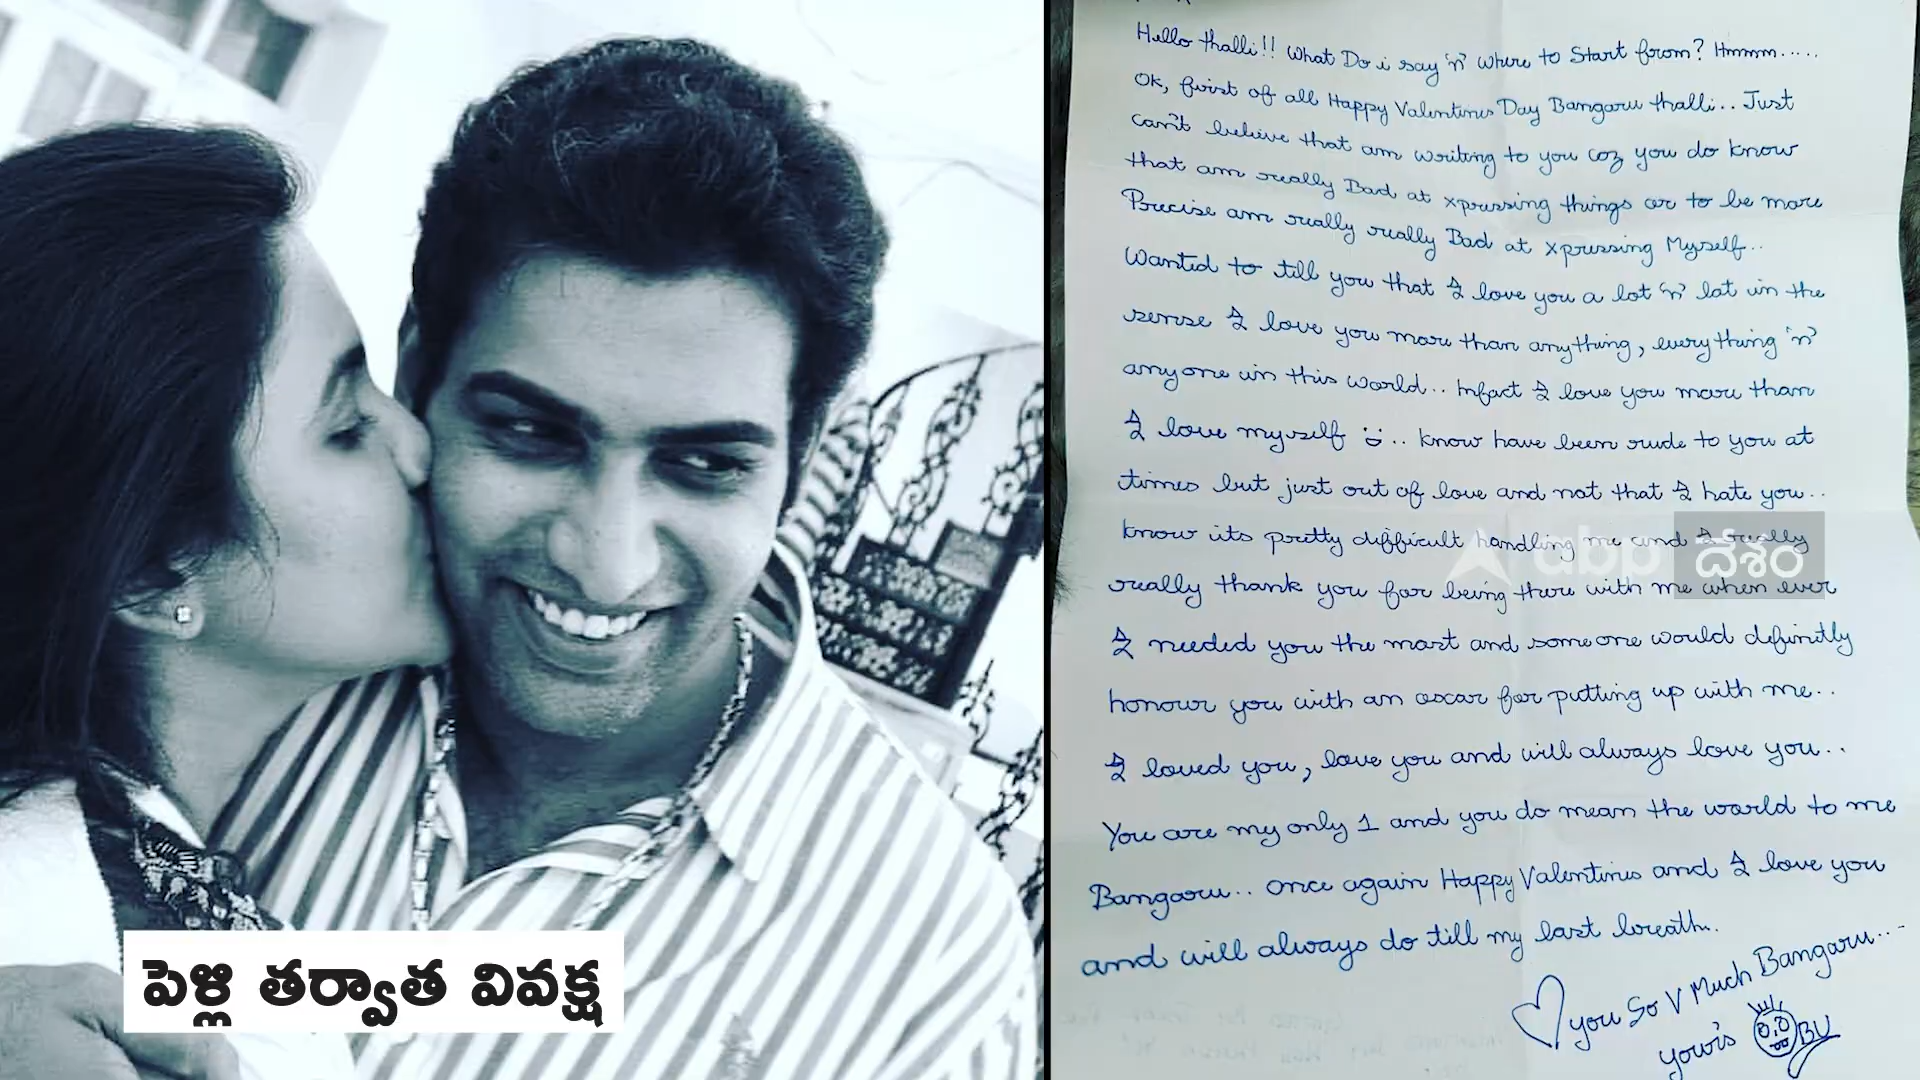 పెళ్లి తర్వాత వివక్ష
Hello thalli!! What Do i say 'n' where to Start from? Hmmm.....
Ok, first of all Happy Valentines Day Bangaru thalli.. Just
can't believe that am writing to you coz you do know
that am really Bad at xpressing things or to be more
Precise am really really Bad at xpressing Myself..
Wanted to tell you that I love you a lot 'n' lot in the
sense I love you more than anything, everything 'n'
anyone in this world.. Infact I love you more than
I love myself.. know have been rude to you at
times but just out of love and not that I hate you..
know its pretty difficult handling me and I really
really thank you for being there with me when ever
I needed you the most and someone would definitly
honour you with an oscar for putting up with me..
I loved you, love you and will always love you..
You are my only 1 and you do mean the world to me
Bangaru.. once again Happy Valentines and I love you
and will always do till my last breath..
you So V Much Bangaru...
your's
BU
abp దేశం